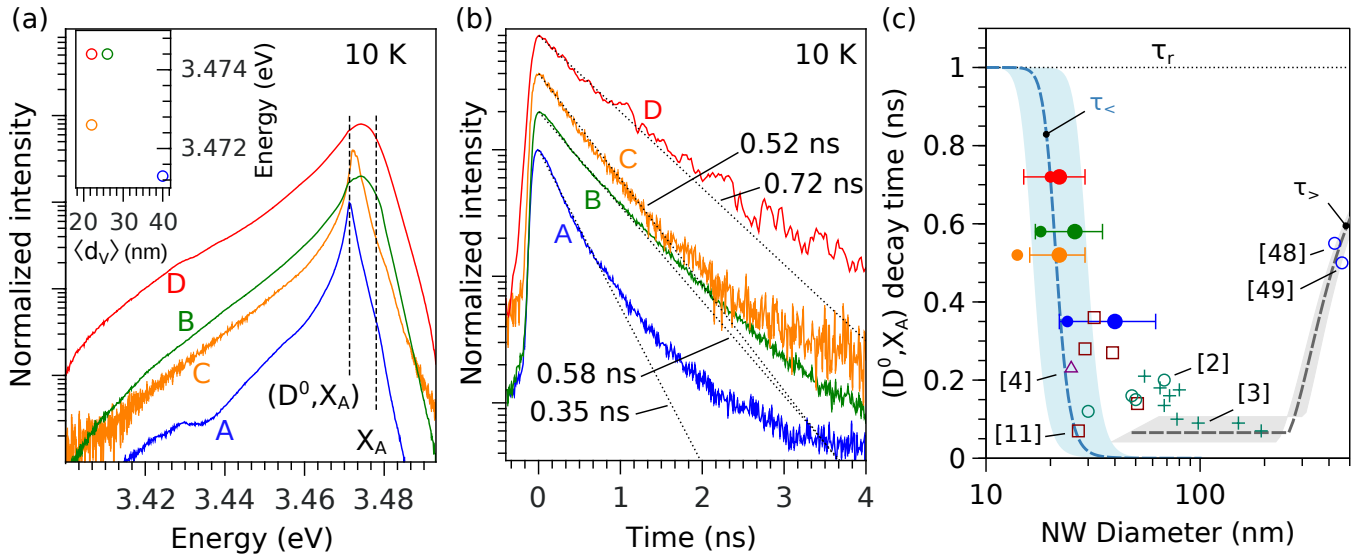 (a)
10 K
3.474
3.472
Energy (eV)
20 30 40
⟨d_V⟩ (nm)
Normalized intensity
D
B
C
A
(D⁰,X_A)
X_A
3.42 3.44 3.46 3.48
Energy (eV)
(b)
10 K
Normalized intensity
D
C
B
A
0.52 ns
0.72 ns
0.58 ns
0.35 ns
0 1 2 3 4
Time (ns)
(c)
τ_r
τ_<
τ_>
(D⁰,X_A) decay time (ns)
1
0.8
0.6
0.4
0.2
0
[48]
[49]
[4]
[2]
[3]
[11]
10 100
NW Diameter (nm)